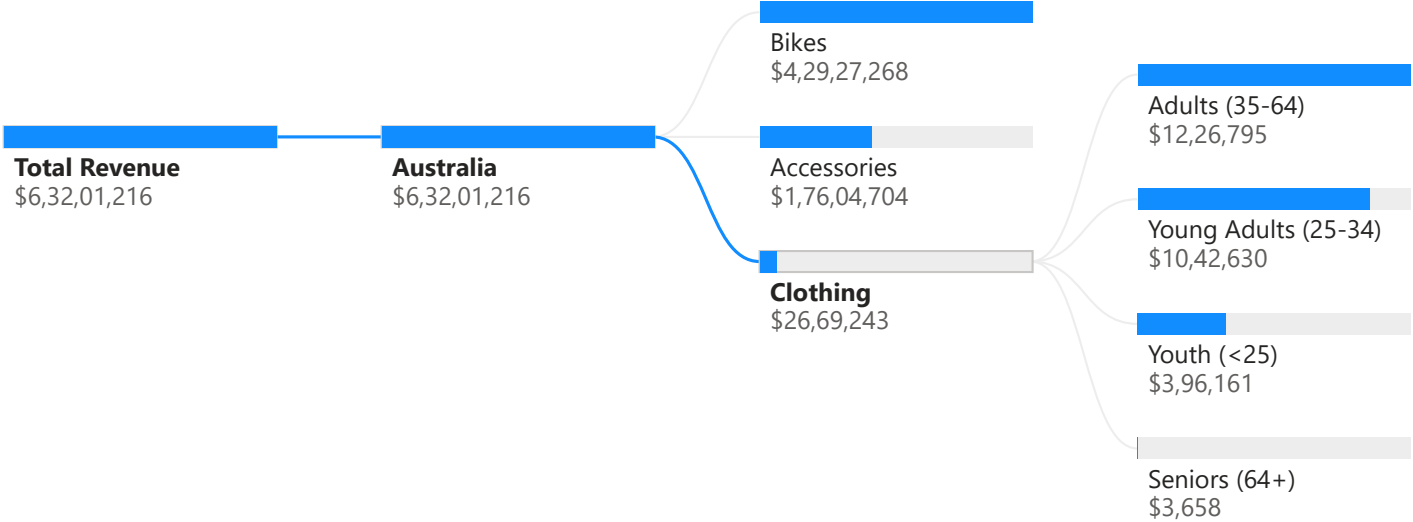 Total Revenue
$6,32,01,216
Australia
$6,32,01,216
Bikes
$4,29,27,268
Accessories
$1,76,04,704
Clothing
$26,69,243
Adults (35-64)
$12,26,795
Young Adults (25-34)
$10,42,630
Youth (<25)
$3,96,161
Seniors (64+)
$3,658